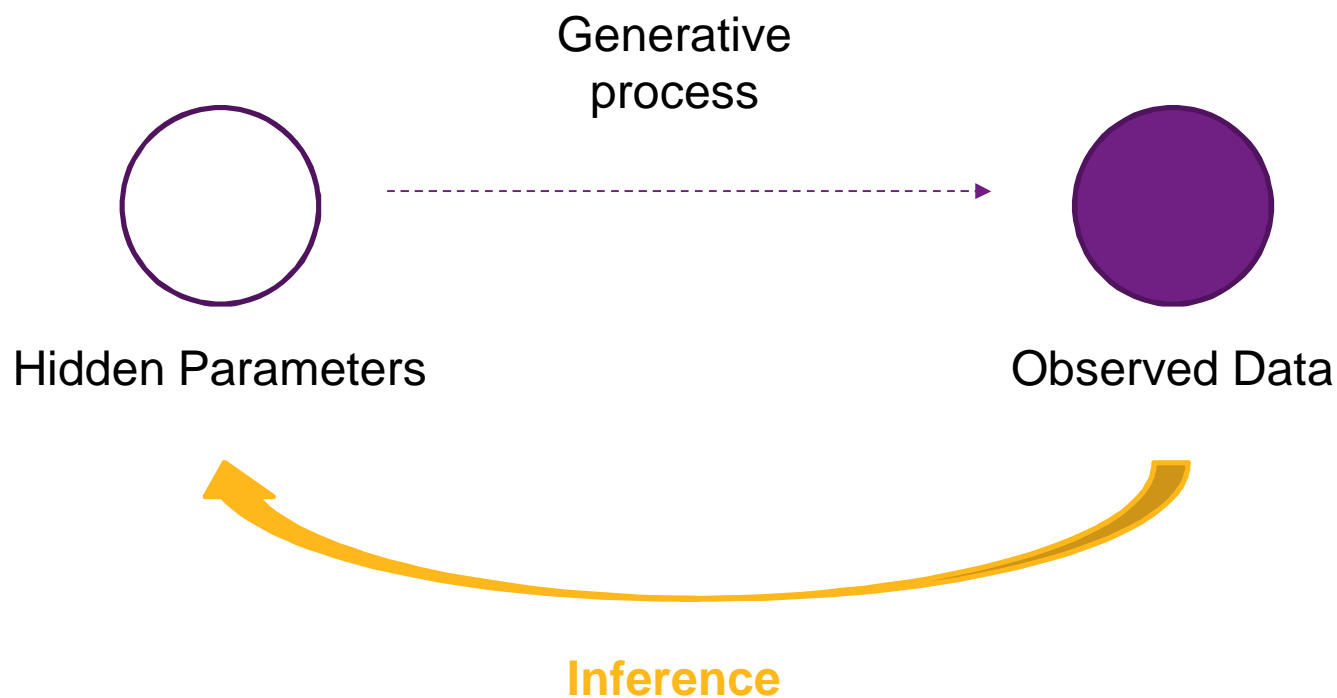 Generative
process
Hidden Parameters
Observed Data
Inference